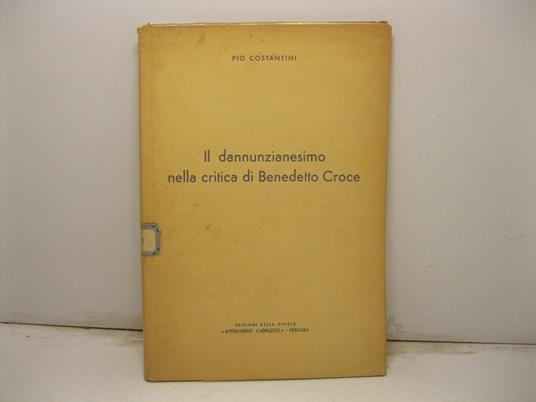 PIO COSTANTINI
Il dannunzianesimo
nella critica di Benedetto Croce
EDIZIONI DELLA RIVISTA
«ATTRAVERSO L'ABRUZZO» - PESCARA